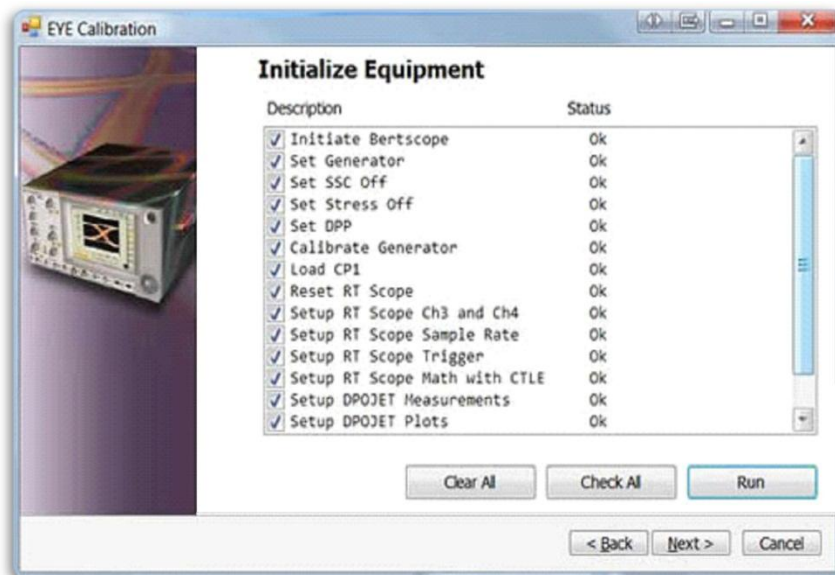 EYE Calibration
Initialize Equipment
Description Status
Initiate Bertscope Ok
Set Generator Ok
Set SSC Off Ok
Set Stress Off Ok
Set DPP Ok
Calibrate Generator Ok
Load CP1 Ok
Reset RT Scope Ok
Setup RT Scope Ch3 and Ch4 Ok
Setup RT Scope Sample Rate Ok
Setup RT Scope Trigger Ok
Setup RT Scope Math with CTLE Ok
Setup DPOJET Measurements Ok
Setup DPOJET Plots Ok
Clear All Check All Run
< Back Next > Cancel